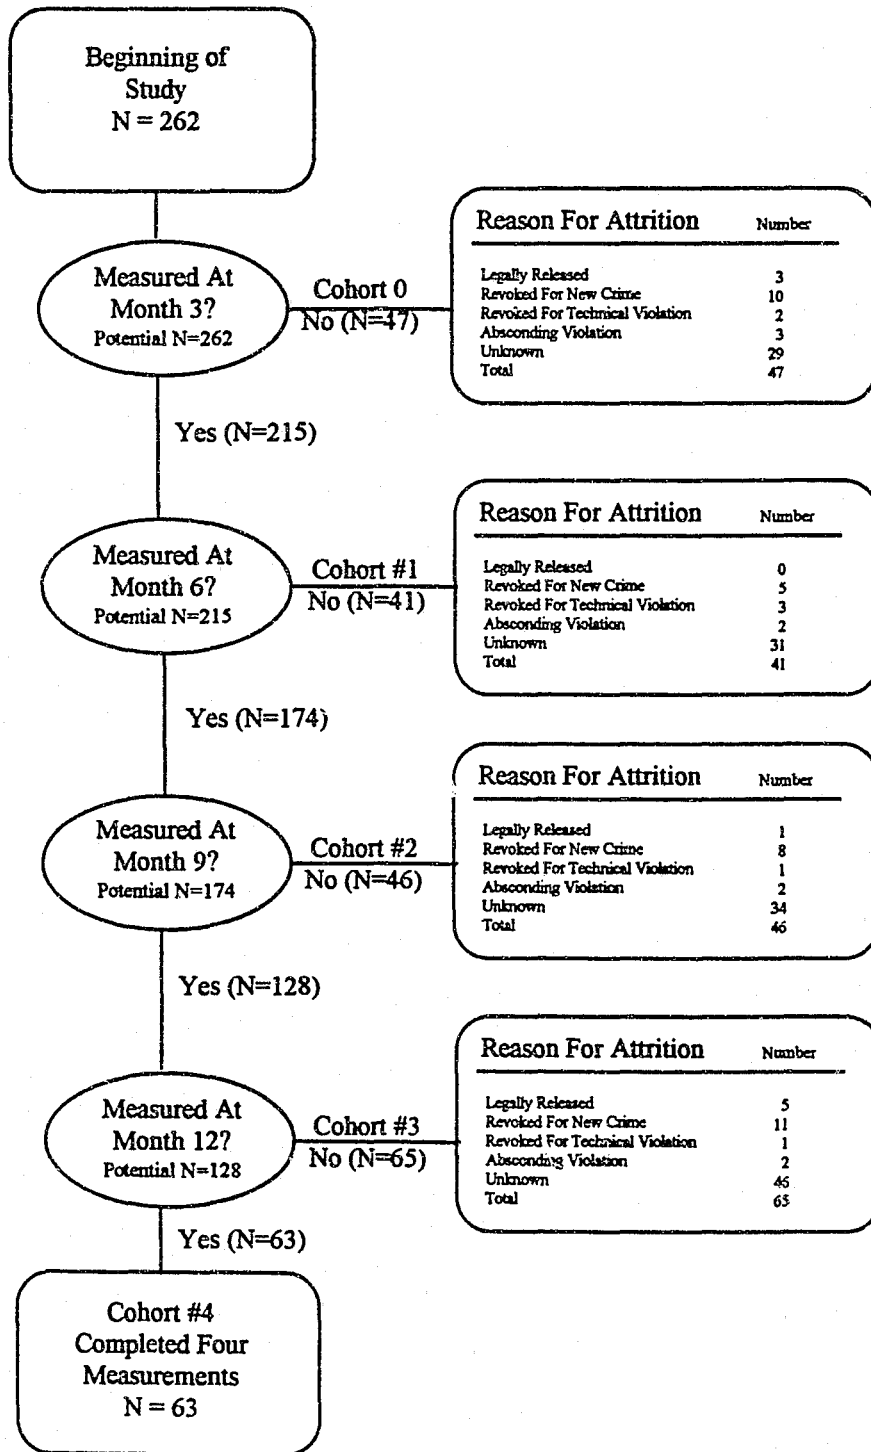 Beginning of
Study
N = 262
Measured At
Month 3?
Potential N=262
Cohort 0
No (N=47)
Reason For Attrition Number
Legally Released 3
Revoked For New Crime 10
Revoked For Technical Violation 2
Absconding Violation 3
Unknown 29
Total 47
Yes (N=215)
Measured At
Month 6?
Potential N=215
Cohort #1
No (N=41)
Reason For Attrition Number
Legally Released 0
Revoked For New Crime 5
Revoked For Technical Violation 3
Absconding Violation 2
Unknown 31
Total 41
Yes (N=174)
Measured At
Month 9?
Potential N=174
Cohort #2
No (N=46)
Reason For Attrition Number
Legally Released 1
Revoked For New Crime 8
Revoked For Technical Violation 1
Absconding Violation 2
Unknown 34
Total 46
Yes (N=128)
Measured At
Month 12?
Potential N=128
Cohort #3
No (N=65)
Reason For Attrition Number
Legally Released 5
Revoked For New Crime 11
Revoked For Technical Violation 1
Absconding Violation 2
Unknown 46
Total 65
Yes (N=63)
Cohort #4
Completed Four
Measurements
N = 63